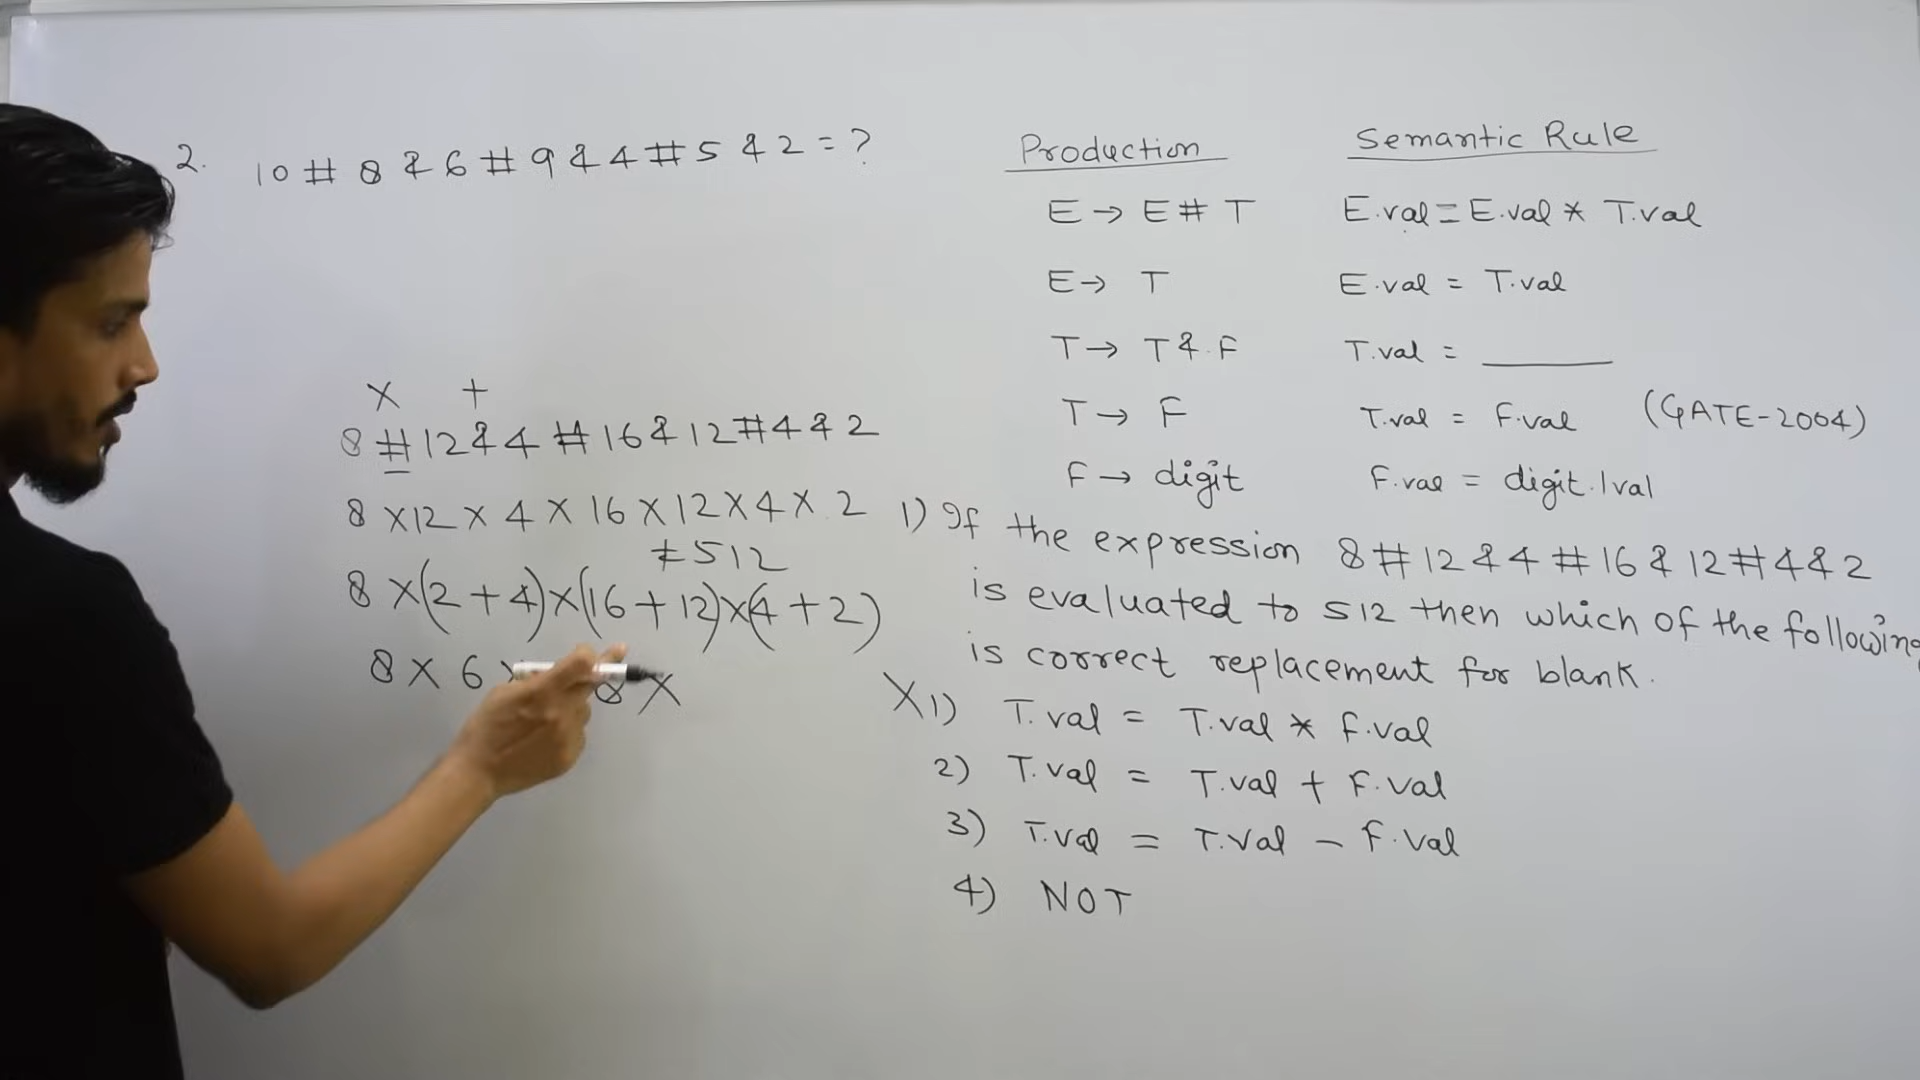 2. 10 # 8 & 6 # 9 & 4 # 5 & 2 = ?
x +
8 # 12 & 4 # 16 & 12 # 4 & 2
8 x 12 x 4 x 16 x 12 x 4 x 2
≠ 512
8 x (2 + 4) x (16 + 12) x (4 + 2)
8 x 6 x 8 x
Production Semantic Rule
E → E # T E.val = E.val * T.val
E → T E.val = T.val
T → T & F T.val = ______
T → F T.val = F.val (GATE-2004)
F → digit F.val = digit.lval
1) If the expression 8 # 12 & 4 # 16 & 12 # 4 & 2
is evaluated to 512 then which of the following
is correct replacement for blank.
X 1) T.val = T.val * F.val
2) T.val = T.val + F.val
3) T.val = T.val - F.val
4) NOT